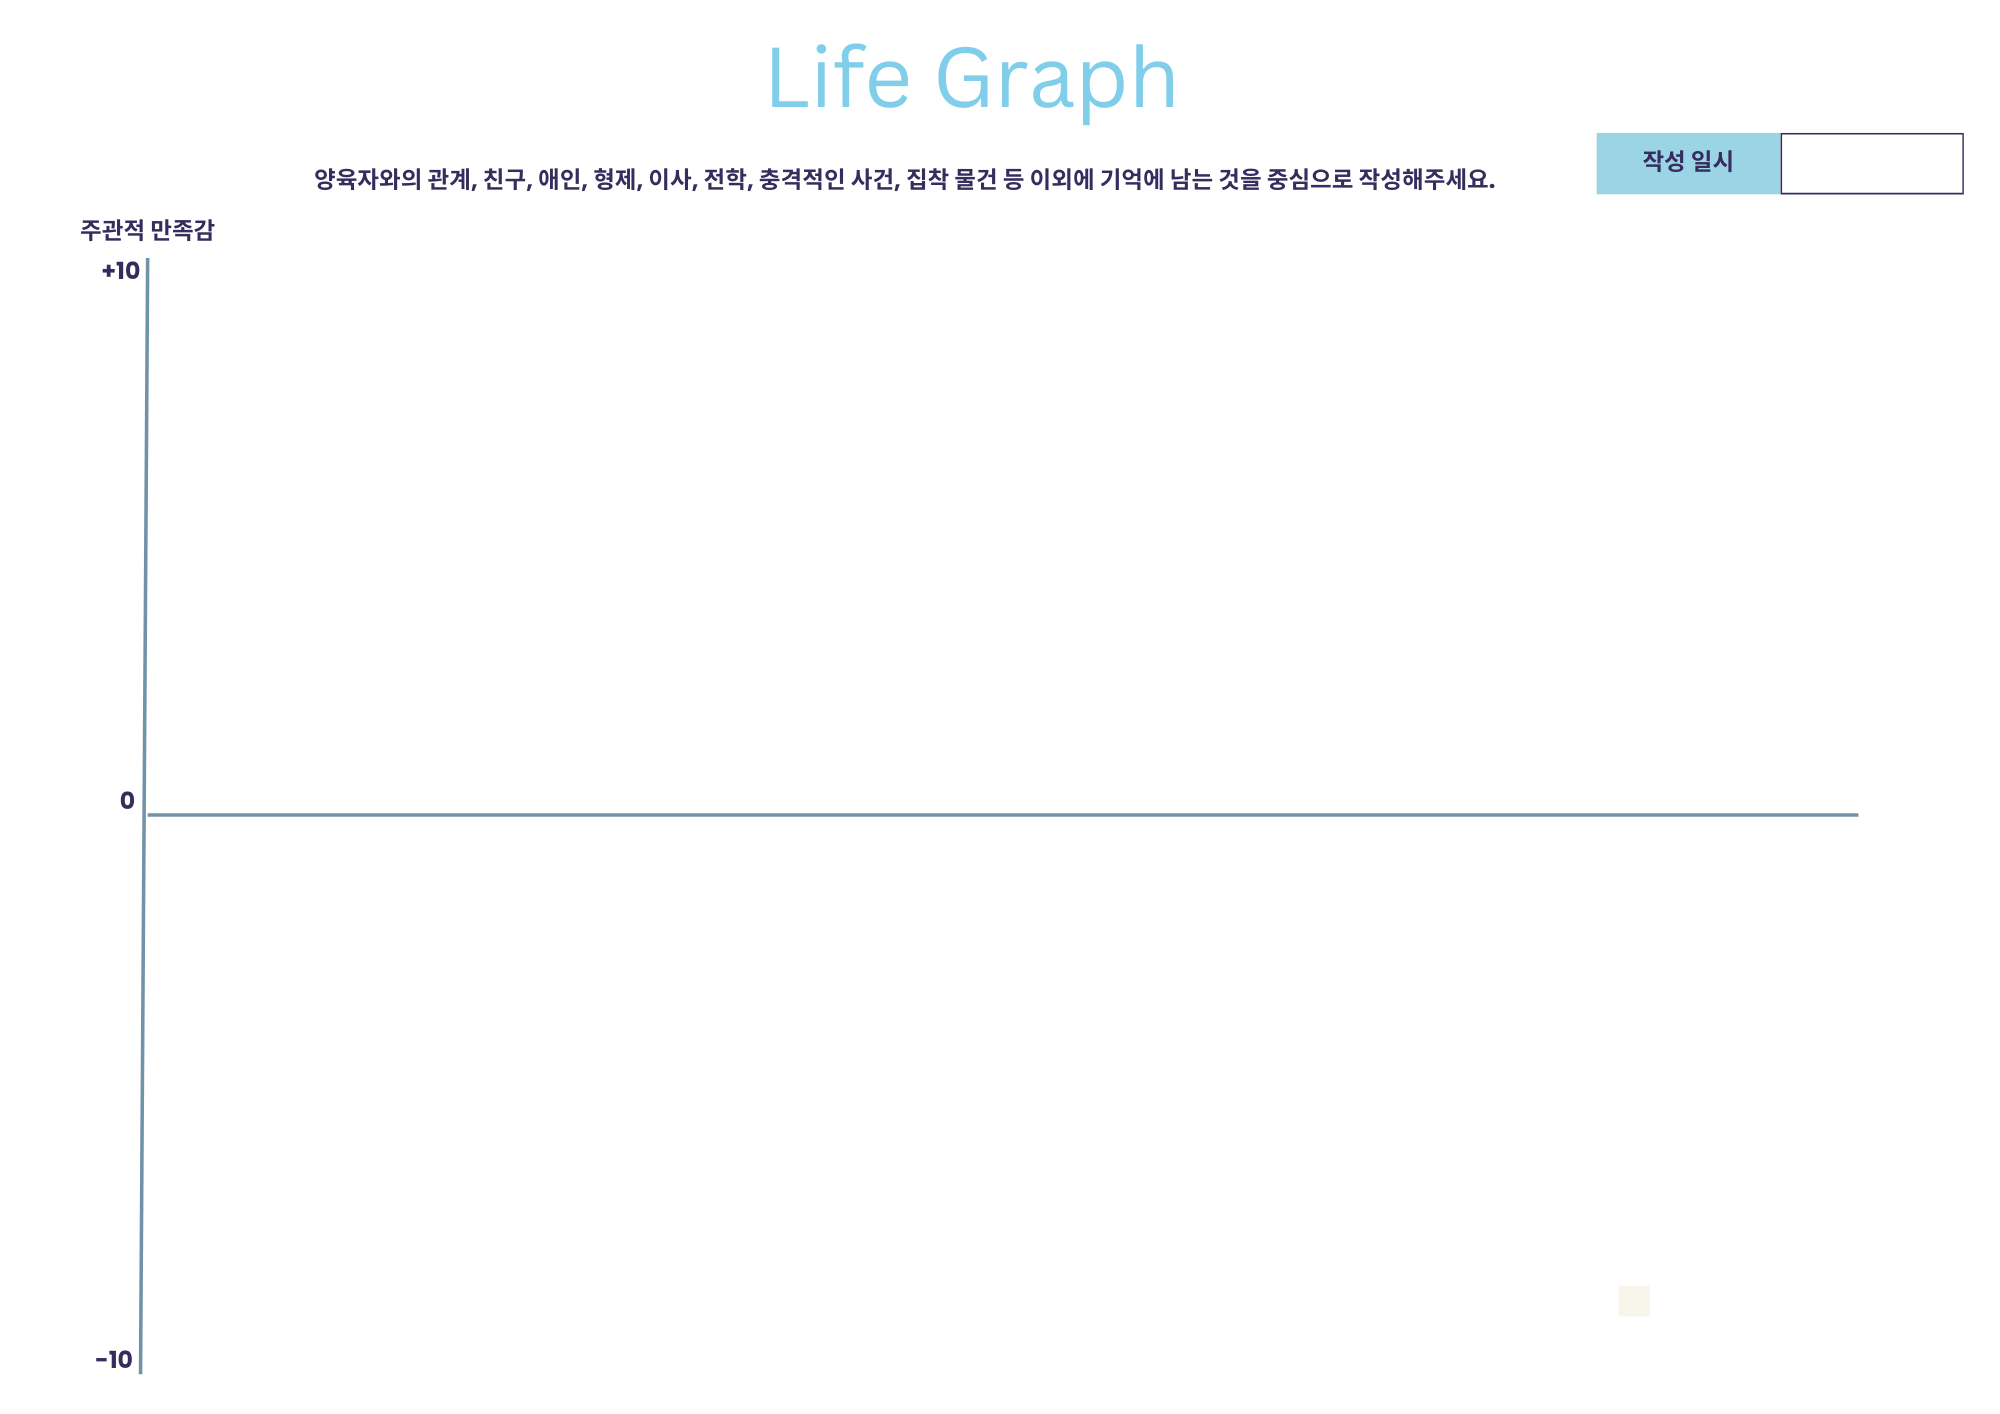 Life Graph
작성 일시
양육자와의 관계, 친구, 애인, 형제, 이사, 전학, 충격적인 사건, 집착 물건 등 이외에 기억에 남는 것을 중심으로 작성해주세요.
주관적 만족감
+10
0
-10